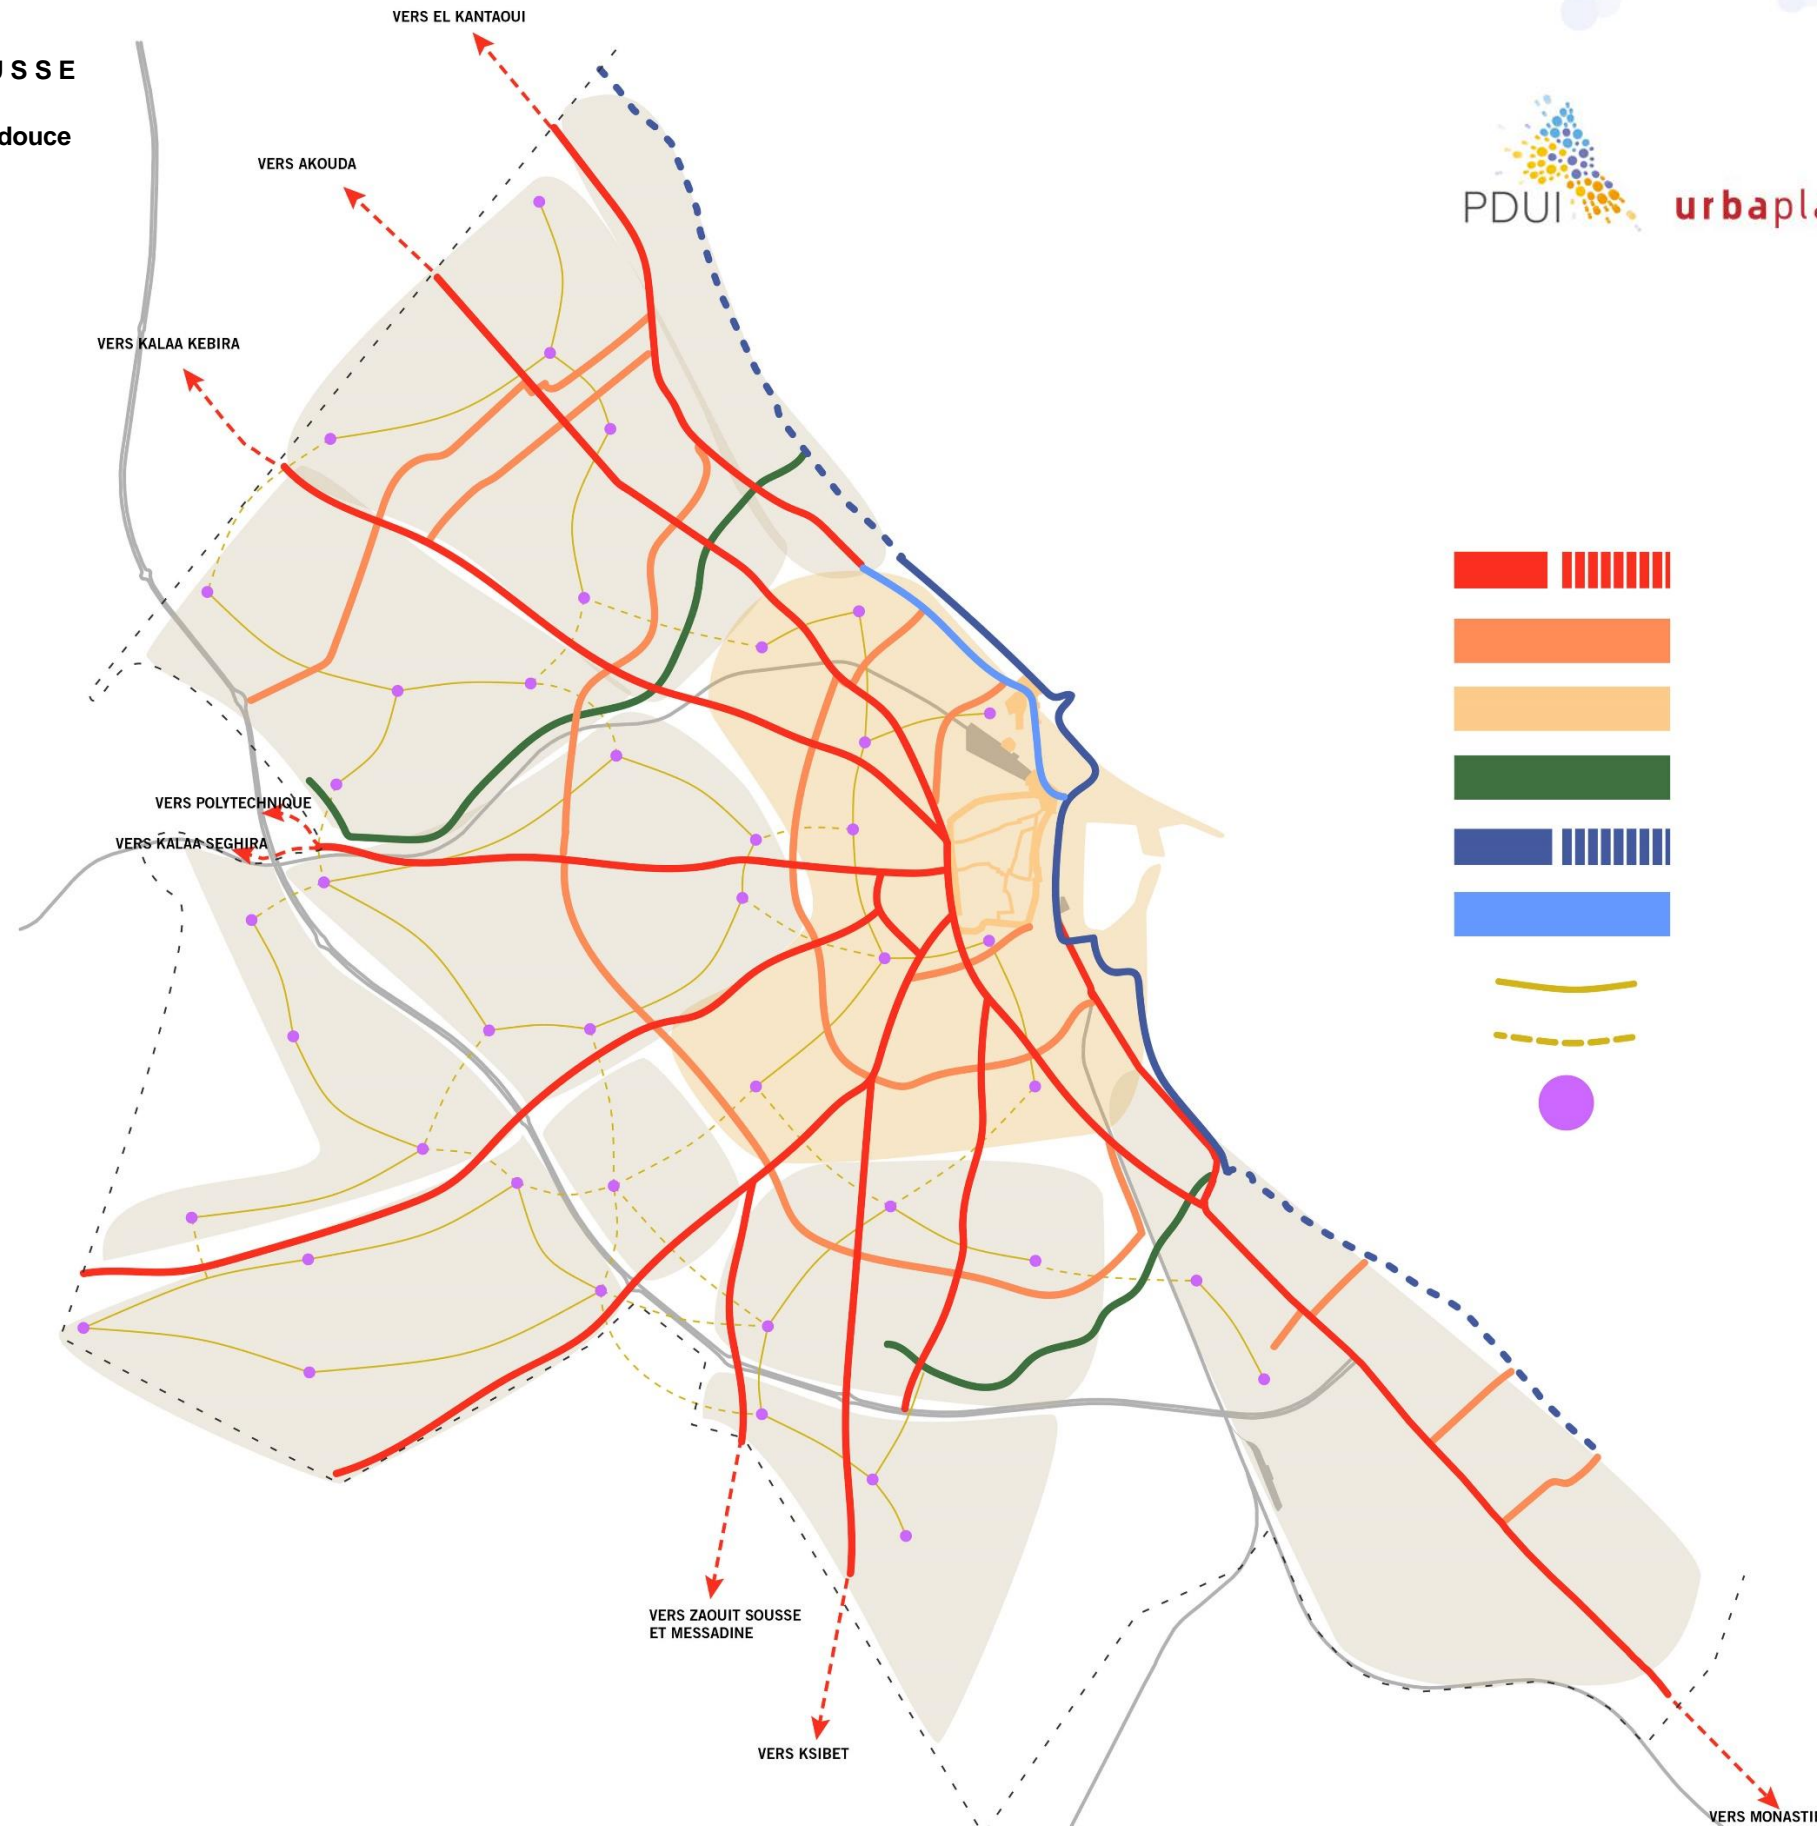 VERS EL KANTAOUI
USSE
douce
VERS AKOUDA
PDUI
urbapla
VERS KALAA KEBIRA
VERS POLYTECHNIQUE
VERS KALAA SEGHIRA
VERS ZAOUIT SOUSSE
ET MESSADINE
VERS KSIBET
VERS MONASTI